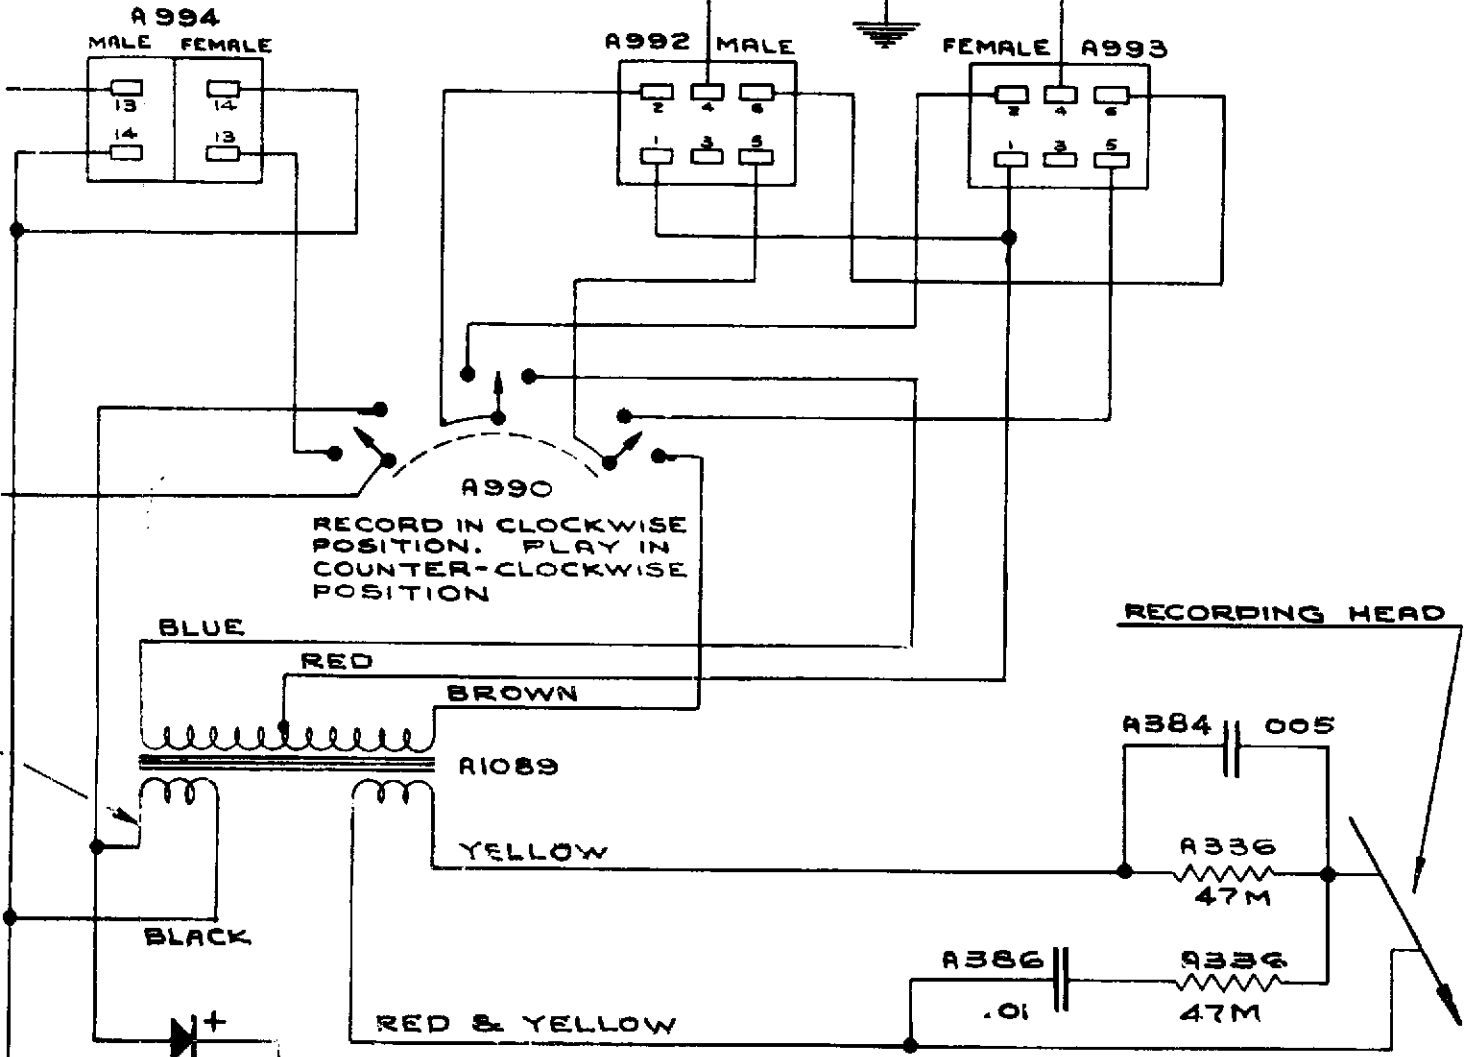 A994
MALE FEMALE
13 14
14 13
A992 MALE
2 4 6
1 3 5
FEMALE A993
2 4 6
1 3 5
A990
RECORD IN CLOCKWISE
POSITION. PLAY IN
COUNTER-CLOCKWISE
POSITION
BLUE
RED
BROWN
A1089
YELLOW
BLACK
RED & YELLOW
+
RECORDING HEAD
A384 005
A336
47M
A386 A336
.01 47M